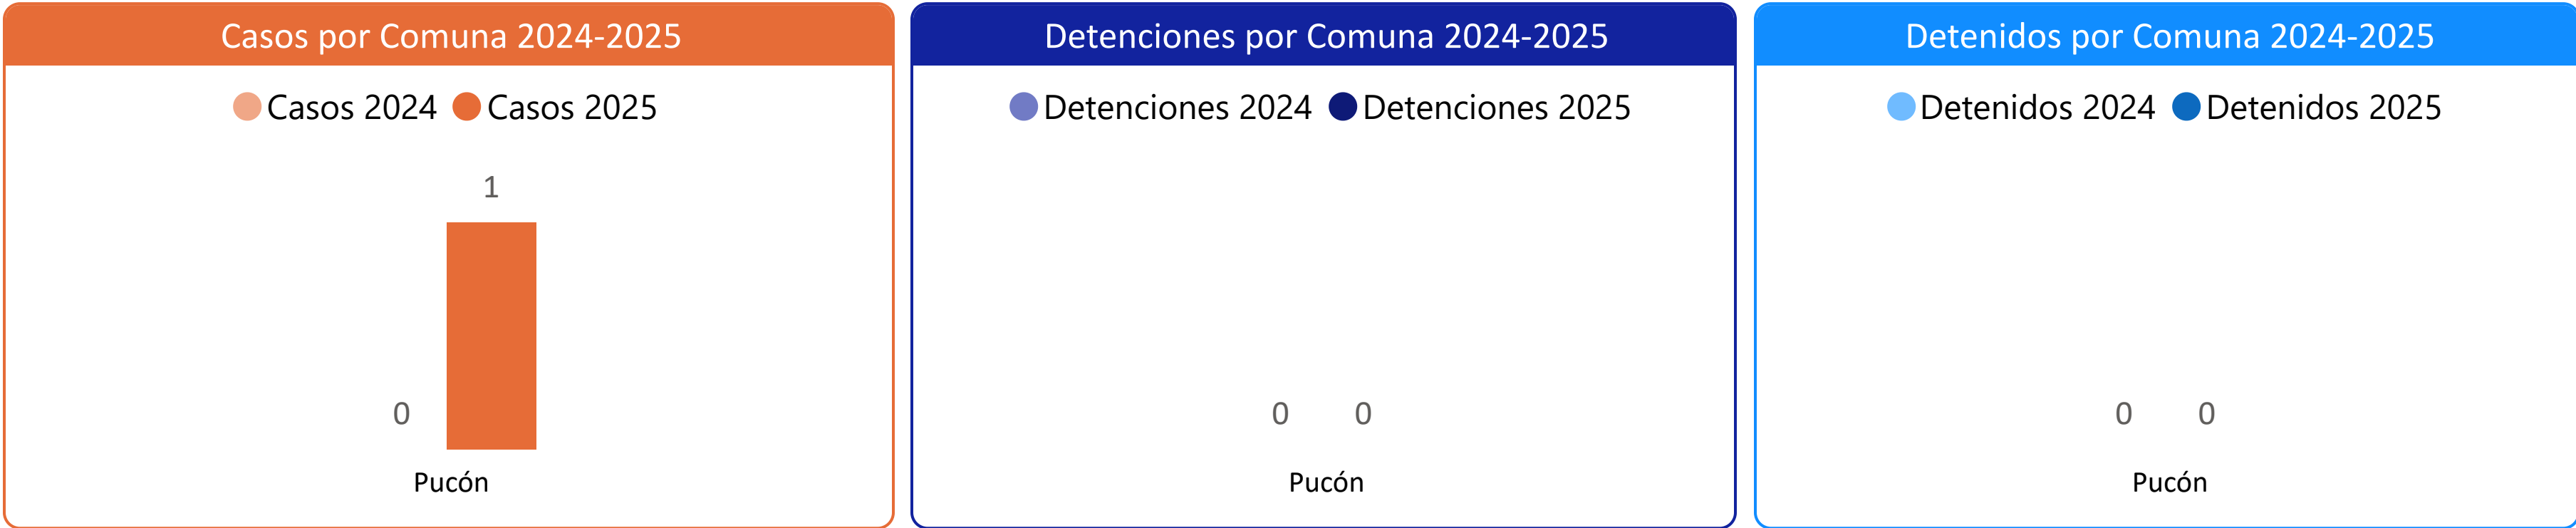 Casos por Comuna 2024-2025
Casos 2024 Casos 2025
1
0
Pucón
Detenciones por Comuna 2024-2025
Detenciones 2024 Detenciones 2025
0 0
Pucón
Detenidos por Comuna 2024-2025
Detenidos 2024 Detenidos 2025
0 0
Pucón